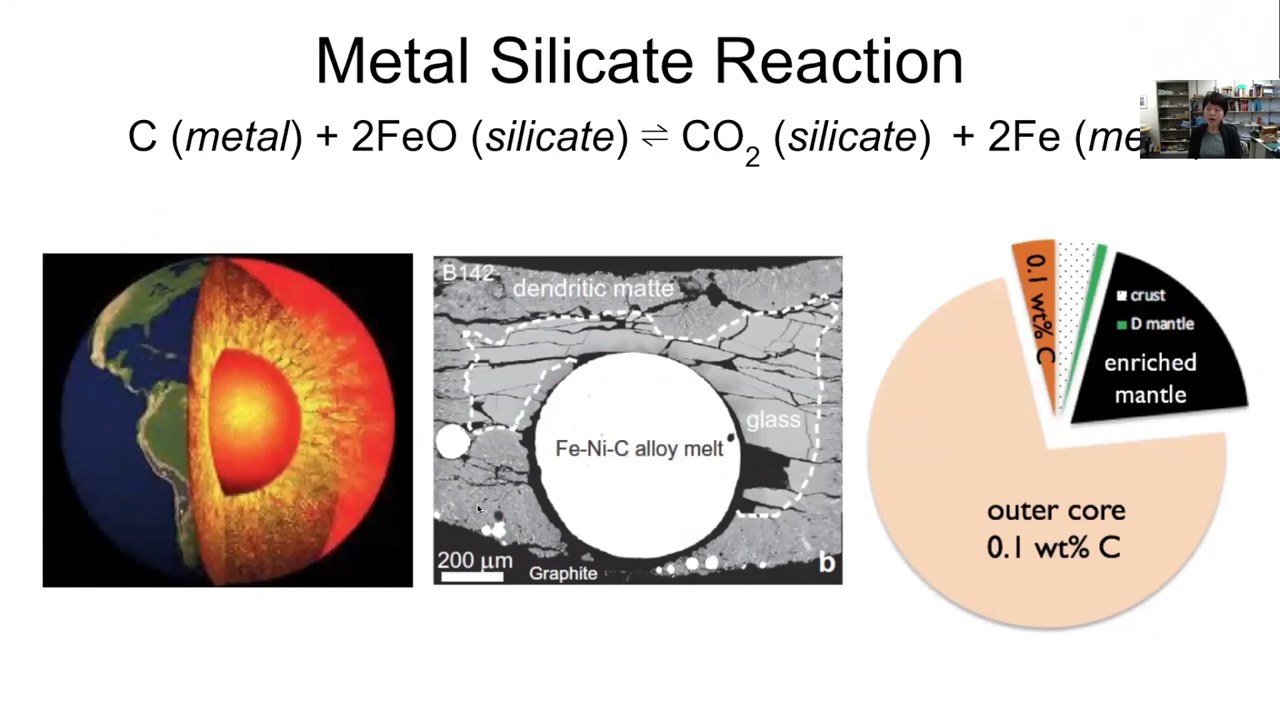 Metal Silicate Reaction
C (metal) + 2FeO (silicate) ⇌ CO₂ (silicate) + 2Fe (me
B142
dendritic matte
glass
Fe-Ni-C alloy melt
200 µm
Graphite
b
0.1 wt% C
crust
D mantle
enriched
mantle
outer core
0.1 wt% C